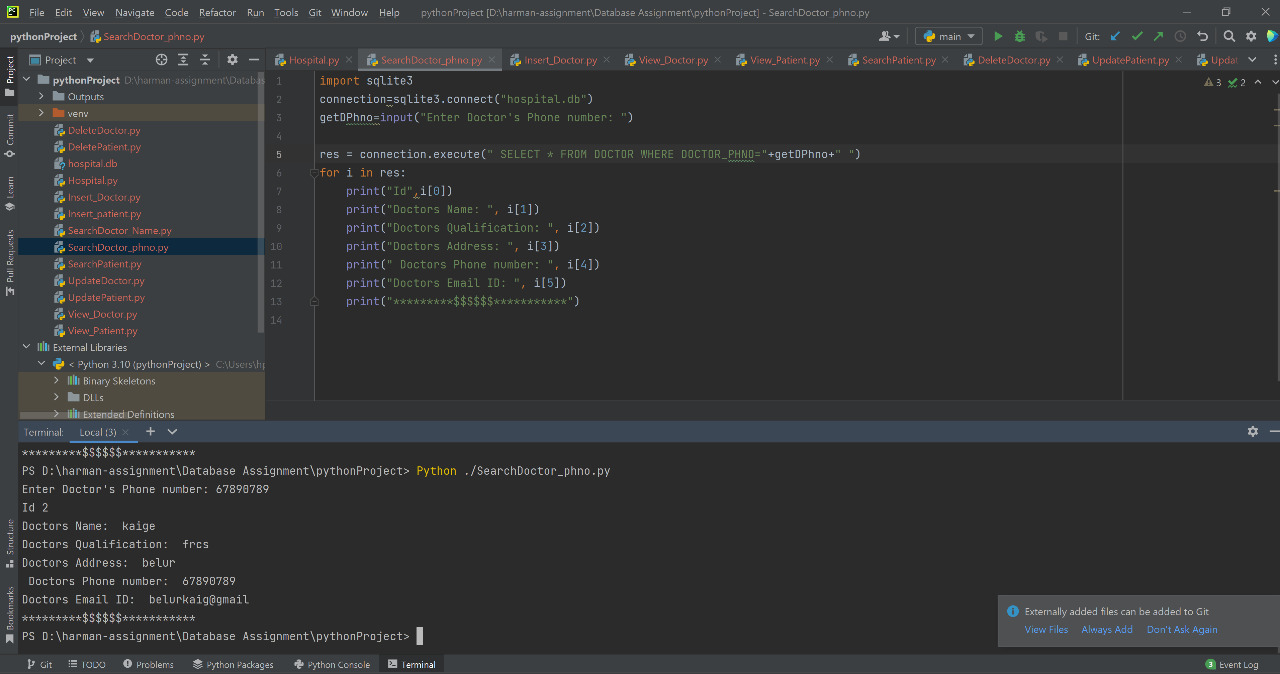 File Edit View Navigate Code Refactor Run Tools Git Window Help pythonProject [D:\harman-assignment\Database Assignment\pythonProject] - SearchDoctor_phno.py
pythonProject SearchDoctor_phno.py main Git:
Project
Hospital.py SearchDoctor_phno.py Insert_Doctor.py View_Doctor.py View_Patient.py SearchPatient.py DeleteDoctor.py UpdatePatient.py Updat
Project
Commit
Learn
Pull Requests
Structure
Bookmarks
pythonProject D:\harman-assignment\Databas
Outputs
venv
DeleteDoctor.py
DeletePatient.py
hospital.db
Hospital.py
Insert_Doctor.py
Insert_patient.py
SearchDoctor_Name.py
SearchDoctor_phno.py
SearchPatient.py
UpdateDoctor.py
UpdatePatient.py
View_Doctor.py
View_Patient.py
External Libraries
< Python 3.10 (pythonProject) > C:\Users\hp
Binary Skeletons
DLLs
Extended Definitions
3 2
1 import sqlite3
2 connection=sqlite3.connect("hospital.db")
3 getDPhno=input("Enter Doctor's Phone number: ")
4
5 res = connection.execute(" SELECT * FROM DOCTOR WHERE DOCTOR_PHNO="+getDPhno+" ")
6 for i in res:
7 print("Id",i[0])
8 print("Doctors Name: ", i[1])
9 print("Doctors Qualification: ", i[2])
10 print("Doctors Address: ", i[3])
11 print(" Doctors Phone number: ", i[4])
12 print("Doctors Email ID: ", i[5])
13 print("*********$$$$$$***********")
14
Terminal: Local (3)
*********$$$$$$***********
PS D:\harman-assignment\Database Assignment\pythonProject> Python ./SearchDoctor_phno.py
Enter Doctor's Phone number: 67890789
Id 2
Doctors Name:  kaige
Doctors Qualification:  frcs
Doctors Address:  belur
 Doctors Phone number:  67890789
Doctors Email ID:  belurkaig@gmail
*********$$$$$$***********
PS D:\harman-assignment\Database Assignment\pythonProject>
Externally added files can be added to Git
View Files Always Add Don't Ask Again
Git TODO Problems Python Packages Python Console Terminal 3 Event Log